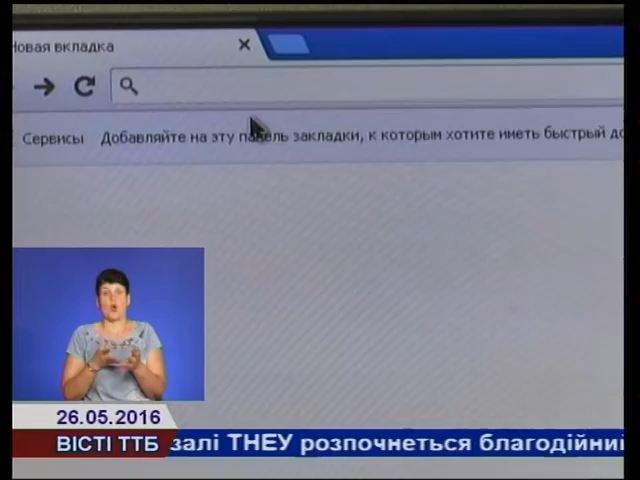 Новая вкладка
Сервисы Добавляйте на эту панель закладки, к которым хотите иметь быстрый до
26.05.2016
ВІСТІ ТТБ
залі ТНЕУ розпочнеться благодійний